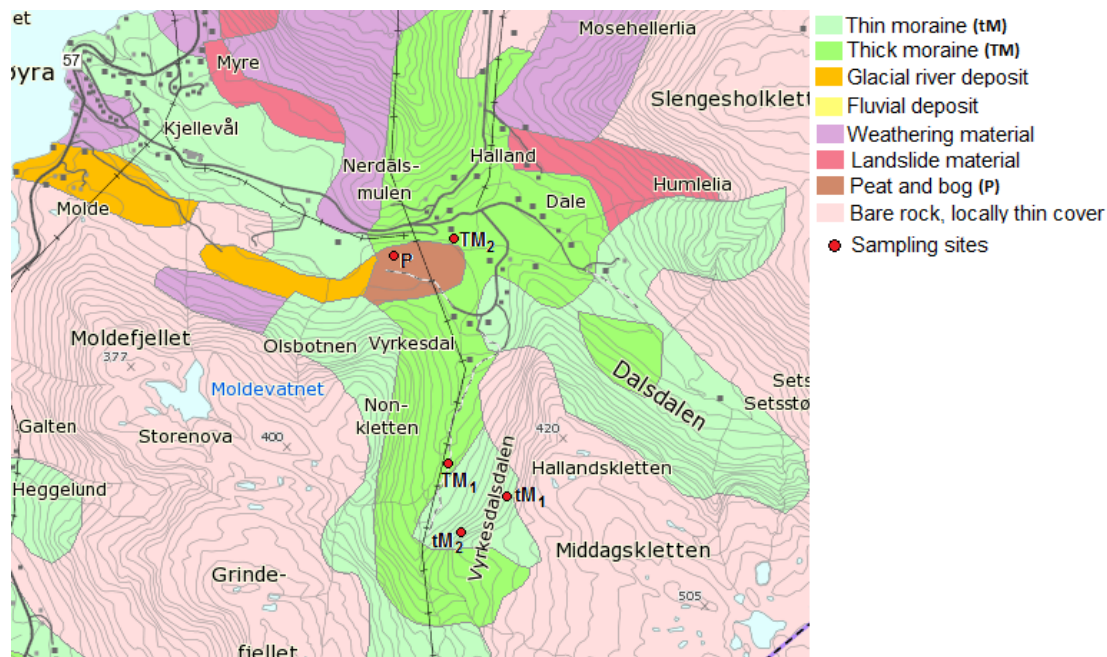 et
Mosehellerlia
57
Myre
øyra
Slengesholklett
Kjellevål
Halland
Nerdåls-
mulen
Humlelia
Dale
Molde
TM2
P
Moldefjellet
Olsbotnen
Vyrkesdal
377
Dalsdalen
Sets
Setsstø
Moldevatnet
Non-
kletten
Galten
Storenova
400
420
Hallandskletten
Vyrkesdalsdalen
TM1
tM1
Heggelund
tM2
Middagskletten
Grinde-
505
fjellet
Thin moraine (tM)
Thick moraine (TM)
Glacial river deposit
Fluvial deposit
Weathering material
Landslide material
Peat and bog (P)
Bare rock, locally thin cover
Sampling sites